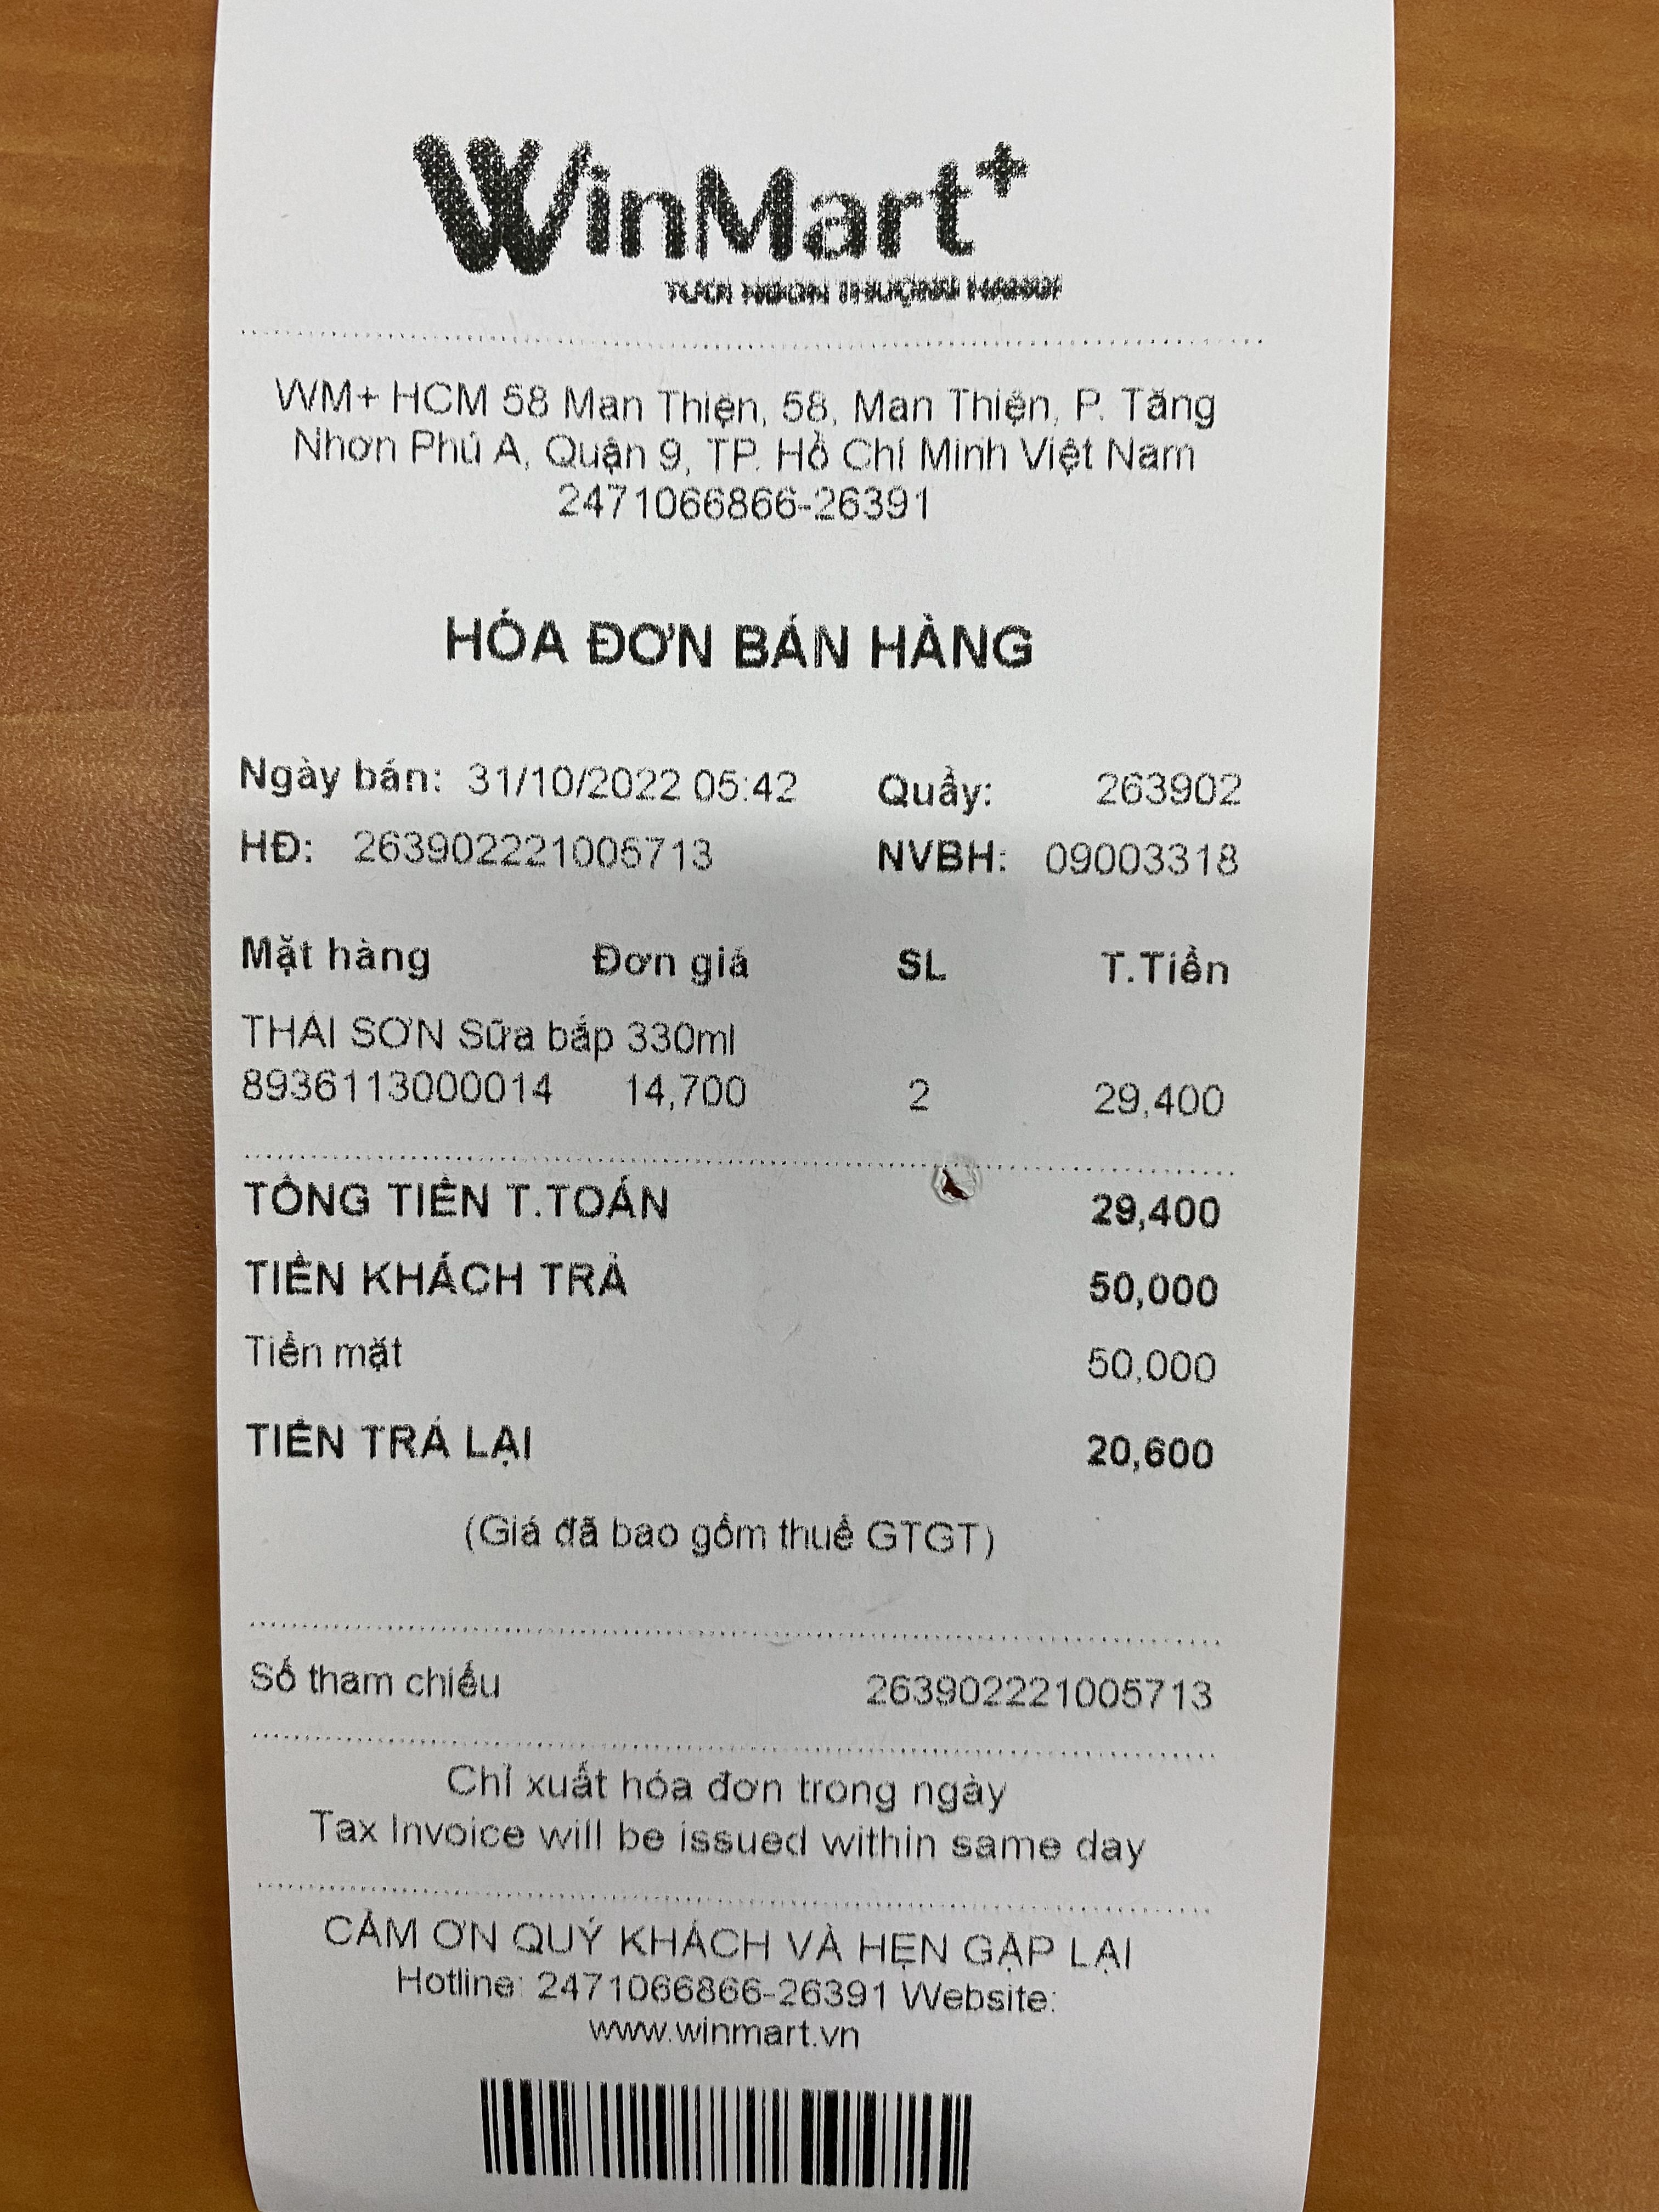 WinMart+
WM+ HCM 58 Man Thiện, 58, Man Thiện, P. Tăng
Nhơn Phú A, Quận 9, TP. Hồ Chí Minh Việt Nam
2471066866-26391
HÓA ĐƠN BÁN HÀNG
Ngày bán: 31/10/2022 05:42 Quầy: 263902
HĐ: 263902221005713 NVBH: 09003318
Mặt hàng Đơn giá SL T.Tiền
THÁI SƠN Sữa bắp 330ml
8936113000014 14,700 2 29,400
TỔNG TIỀN T.TOÁN 29,400
TIỀN KHÁCH TRẢ 50,000
Tiền mặt 50,000
TIỀN TRẢ LẠI 20,600
(Giá đã bao gồm thuế GTGT)
Số tham chiếu 263902221005713
Chỉ xuất hóa đơn trong ngày
Tax Invoice will be issued within same day
CẢM ƠN QUÝ KHÁCH VÀ HẸN GẶP LẠI
Hotline: 2471066866-26391 Website:
www.winmart.vn